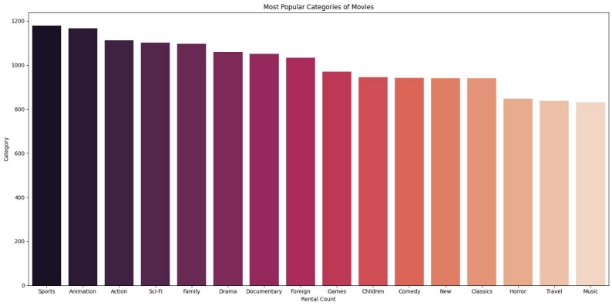 Most Popular Categories of Movies
1200
1000
800
600
400
200
0
Category
Sports Animation Action Sci-Fi Family Drama Documentary Foreign Games Children Comedy New Classics Horror Travel Music
Rental Count